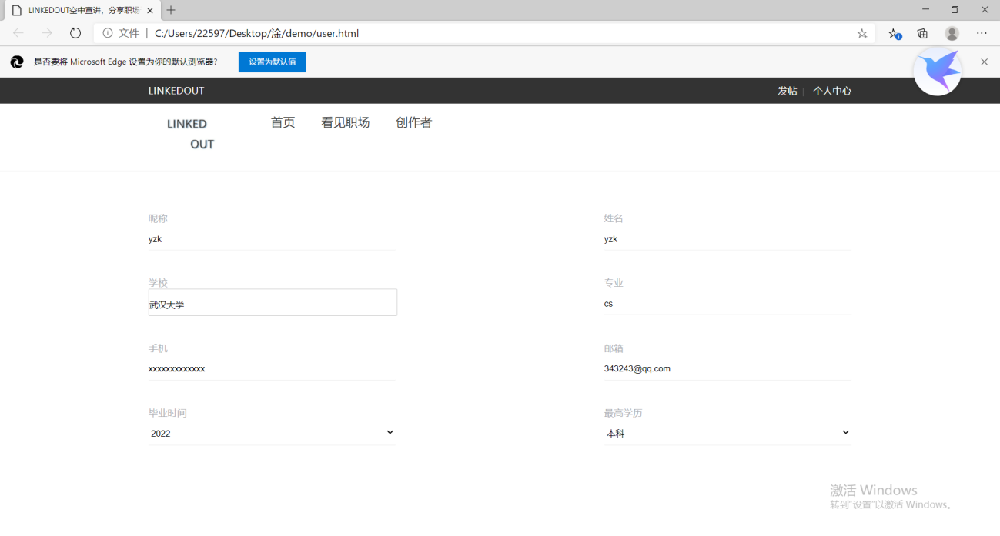 LINKEDOUT空中宣讲，分享职场
文件 | C:/Users/22597/Desktop/淦/demo/user.html
是否要将 Microsoft Edge 设置为你的默认浏览器? 设置为默认值
LINKEDOUT 发帖 | 个人中心
LINKED 首页 看见职场 创作者
OUT
昵称 姓名
yzk yzk
学校 专业
武汉大学 cs
手机 邮箱
xxxxxxxxxxxxx 343243@qq.com
毕业时间 最高学历
2022 本科
激活 Windows
转到"设置"以激活 Windows。